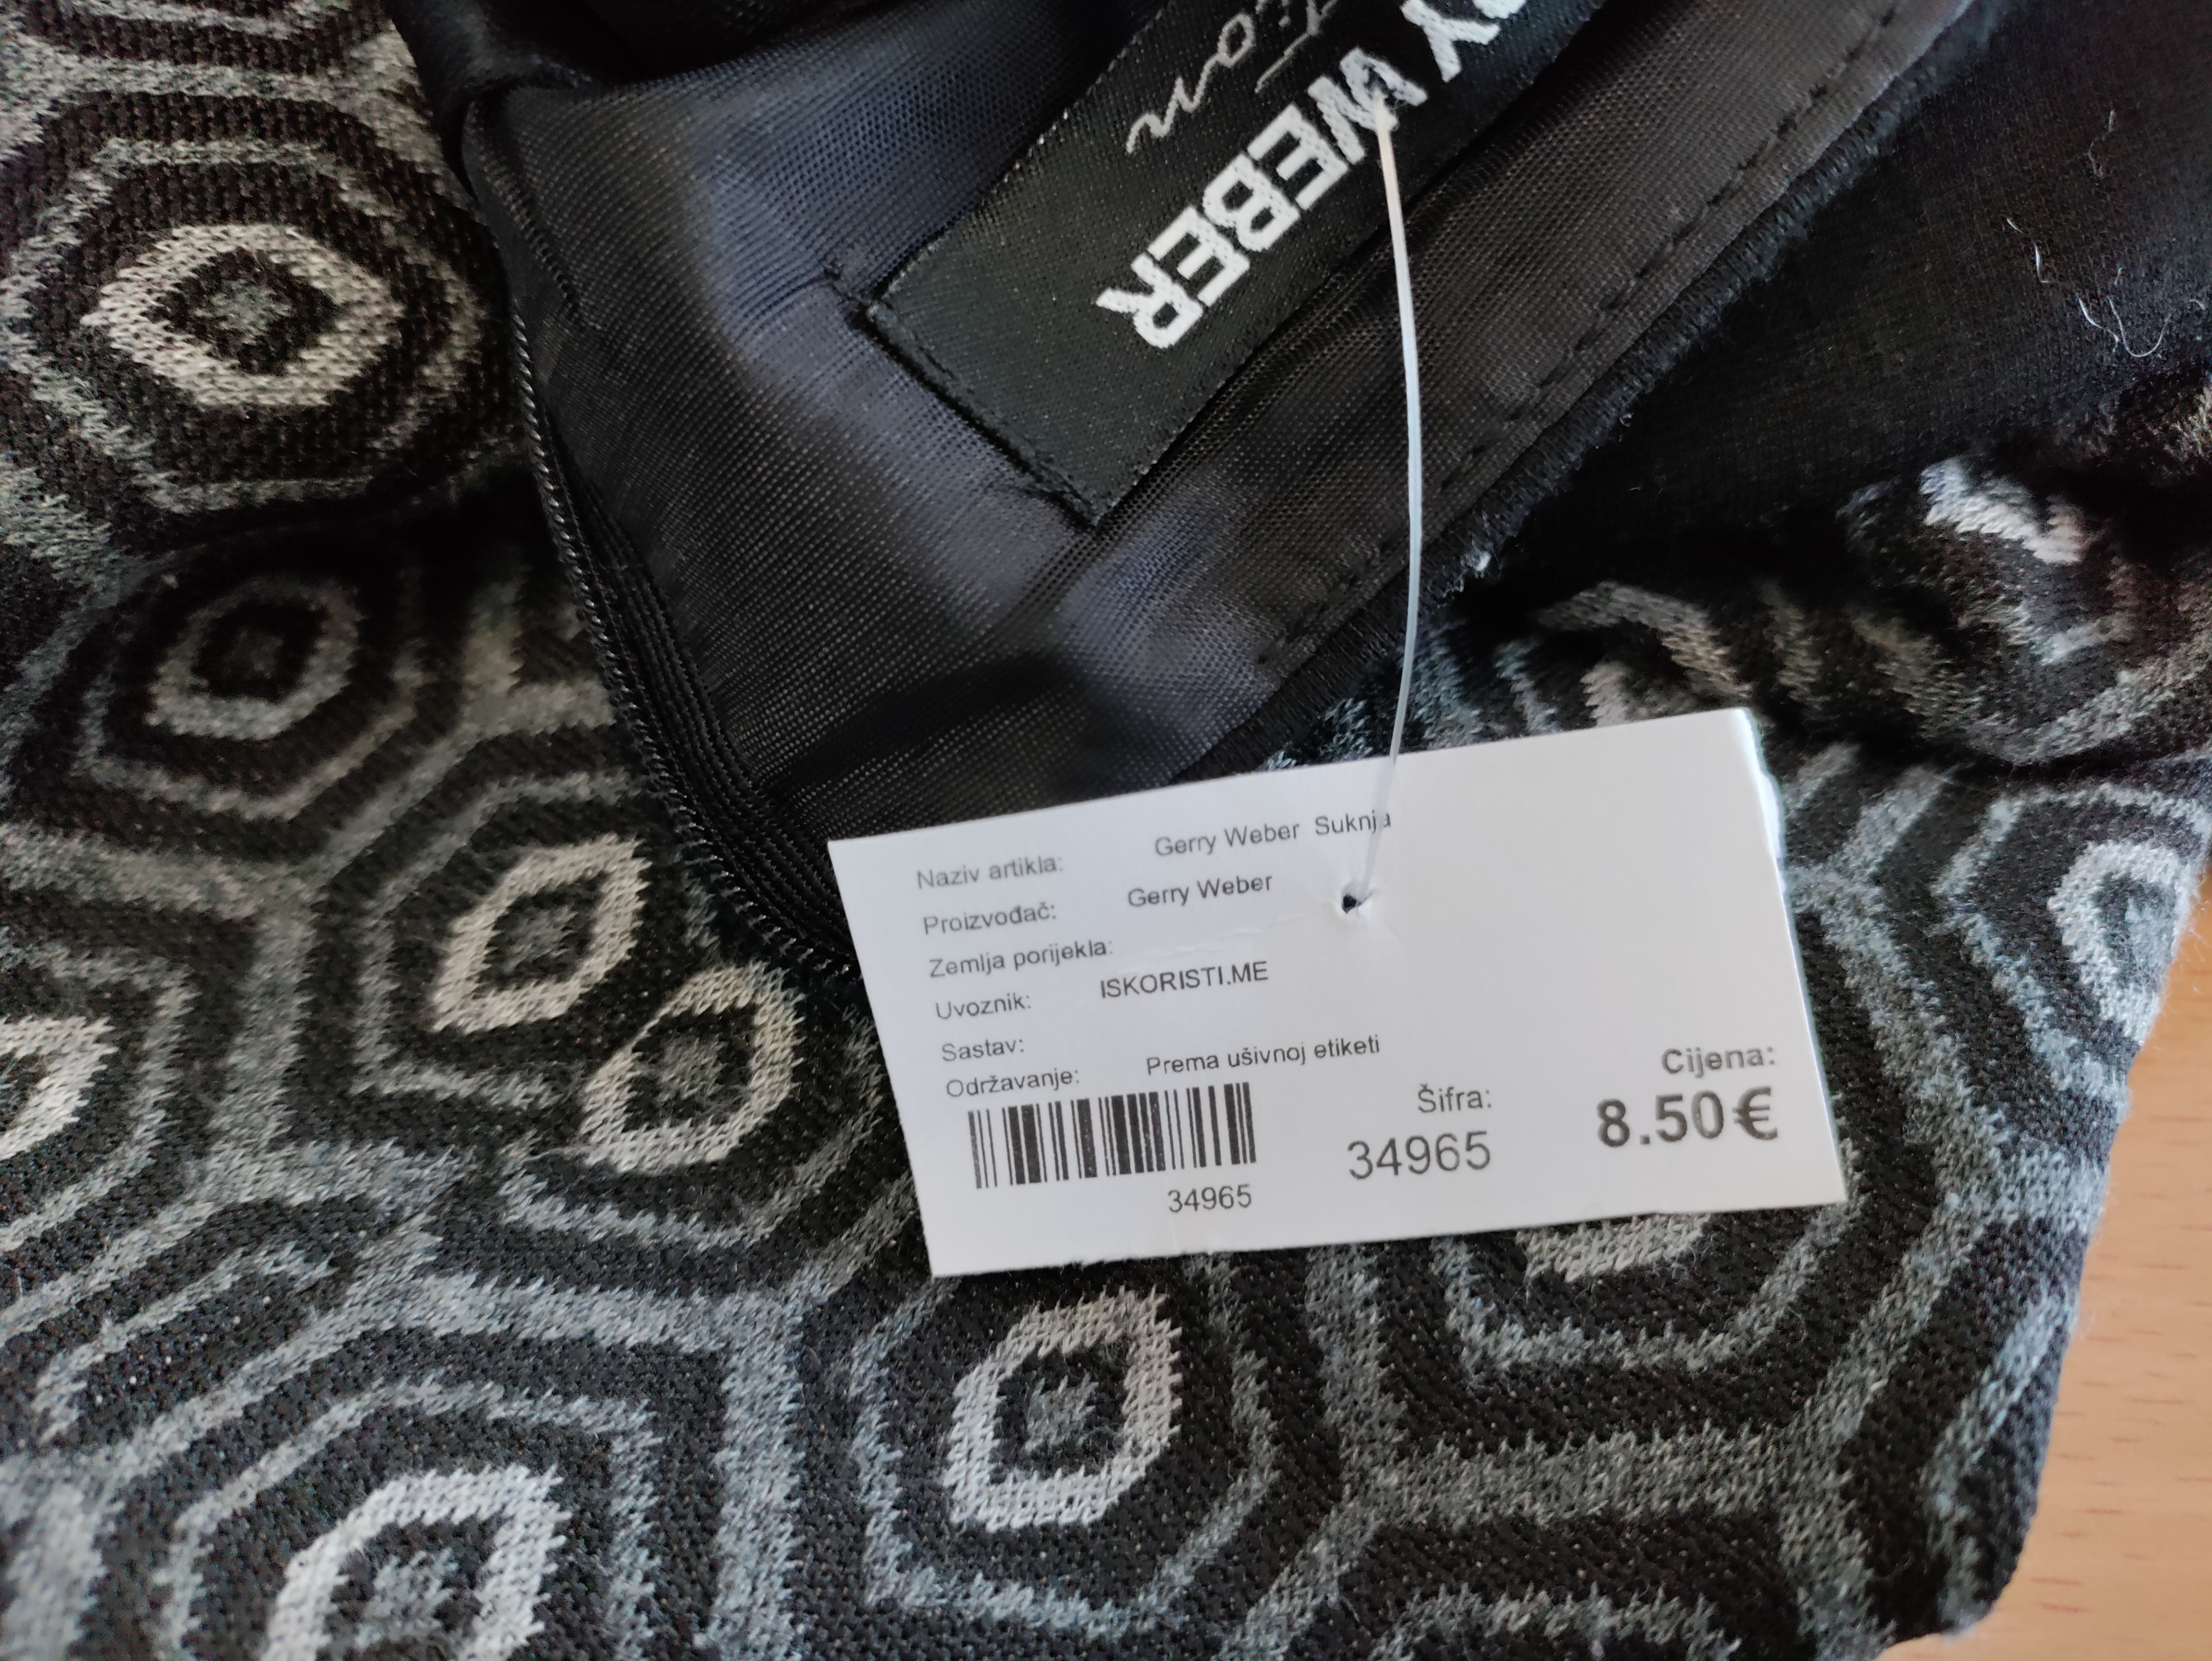 WEBER
Naziv artikla: Gerry Weber Suknja
Proizvođač: Gerry Weber
Zemlja porijekla:
Uvoznik: ISKORISTI.ME
Sastav:
Održavanje: Prema ušivnoj etiketi
34965
Šifra:
34965
Cijena:
8.50€